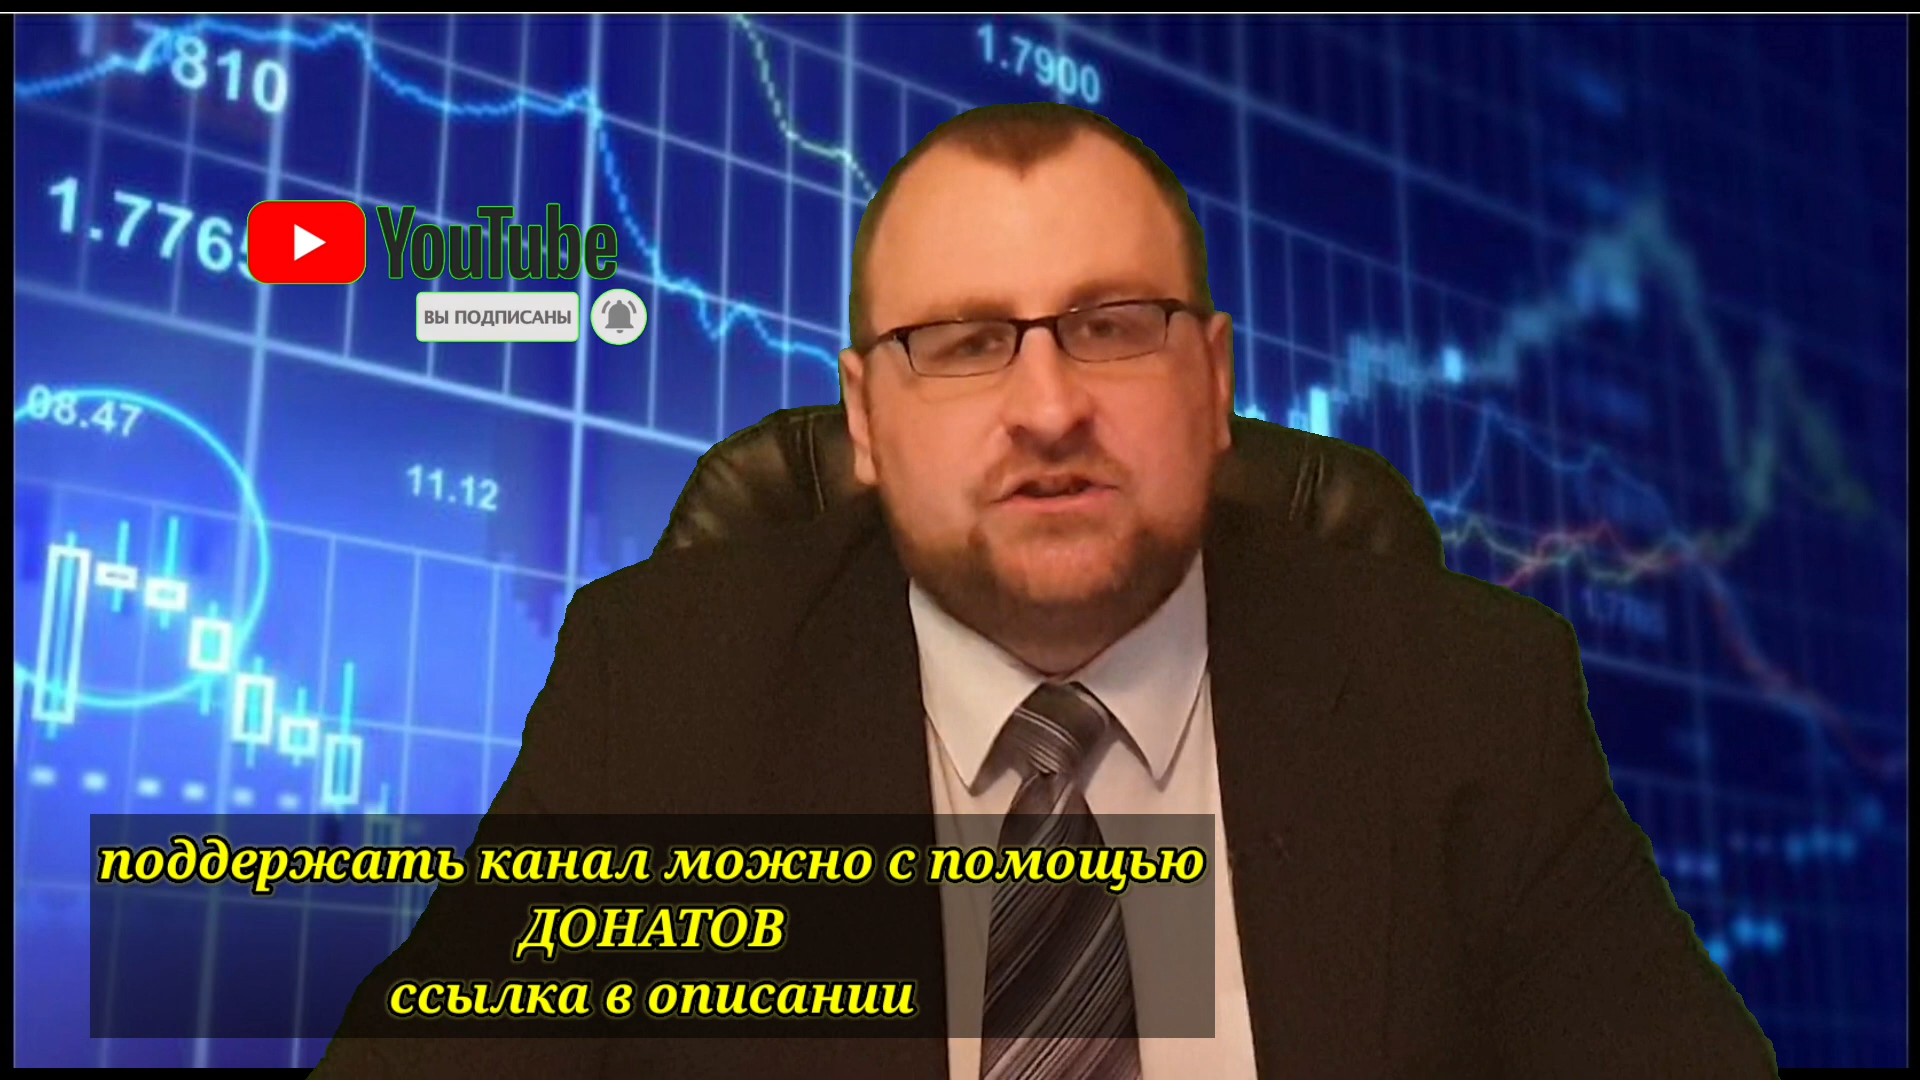 7810
1.7900
1.776
YouTube
ВЫ ПОДПИСАНЫ
08.47
11.12
поддержать канал можно с помощью
ДОНАТОВ
ссылка в описании